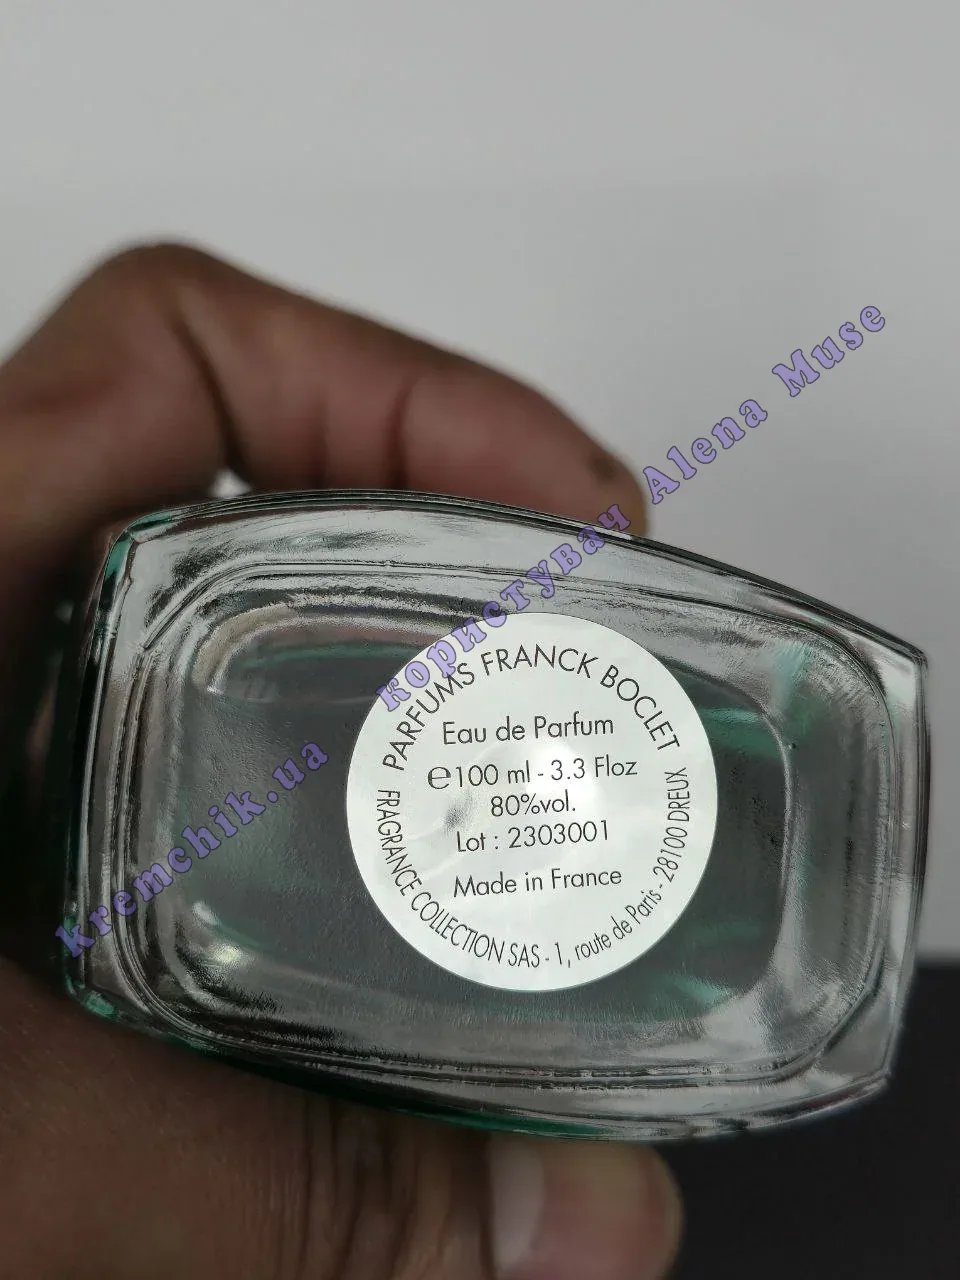 PARFUMS FRANCK BOCLET
Eau de Parfum
℮100 ml - 3.3 Floz
80%vol.
Lot : 2303001
Made in France
FRAGRANCE COLLECTION SAS - 1, route de Paris - 28100 DREUX
kremchik.ua користувач Alena Muse